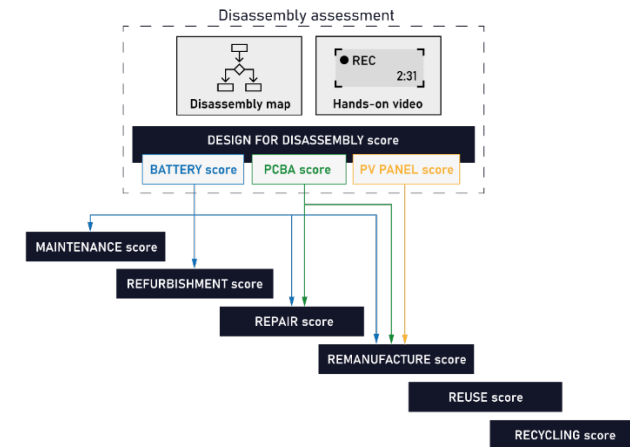 Disassembly assessment
REC
2:31
Disassembly map
Hands-on video
DESIGN FOR DISASSEMBLY score
BATTERY score
PCBA score
PV PANEL score
MAINTENANCE score
REFURBISHMENT score
REPAIR score
REMANUFACTURE score
REUSE score
RECYCLING score